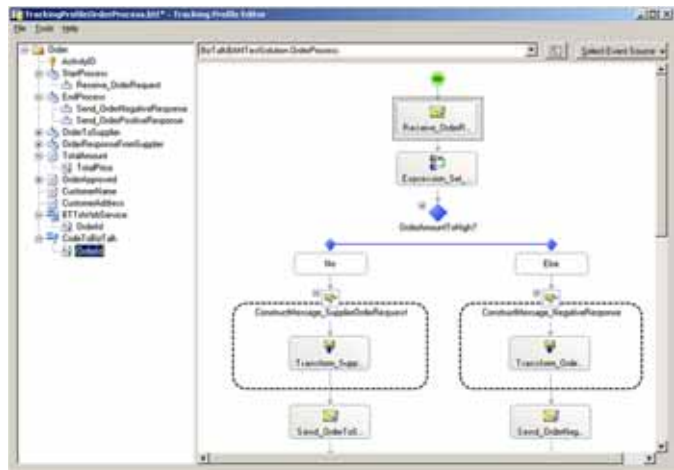 TrackingProfileOrderProcess.btt* - Tracking Profile Editor
File Tools Help
Order
ActivityID
StartProcess
Receive_OrderRequest
EndProcess
Send_OrderNegativeResponse
Send_OrderPositiveResponse
OrderToSupplier
OrderResponseFromSupplier
TotalAmount
TotalPrice
OrderApproved
CustomerName
CustomerAddress
BTToWebService
OrderId
CodeToBizTalk
OrderId
BizTalkBAMTestSolution.OrderProcess
Select Event Source
Receive_OrderR...
Expression_Set_...
OrderAmountToHigh?
No
Else
ConstructMessage_SupplierOrderRequest
ConstructMessage_NegativeResponse
Transform_Supp...
Transform_Orde...
Send_OrderToS...
Send_OrderNeg...